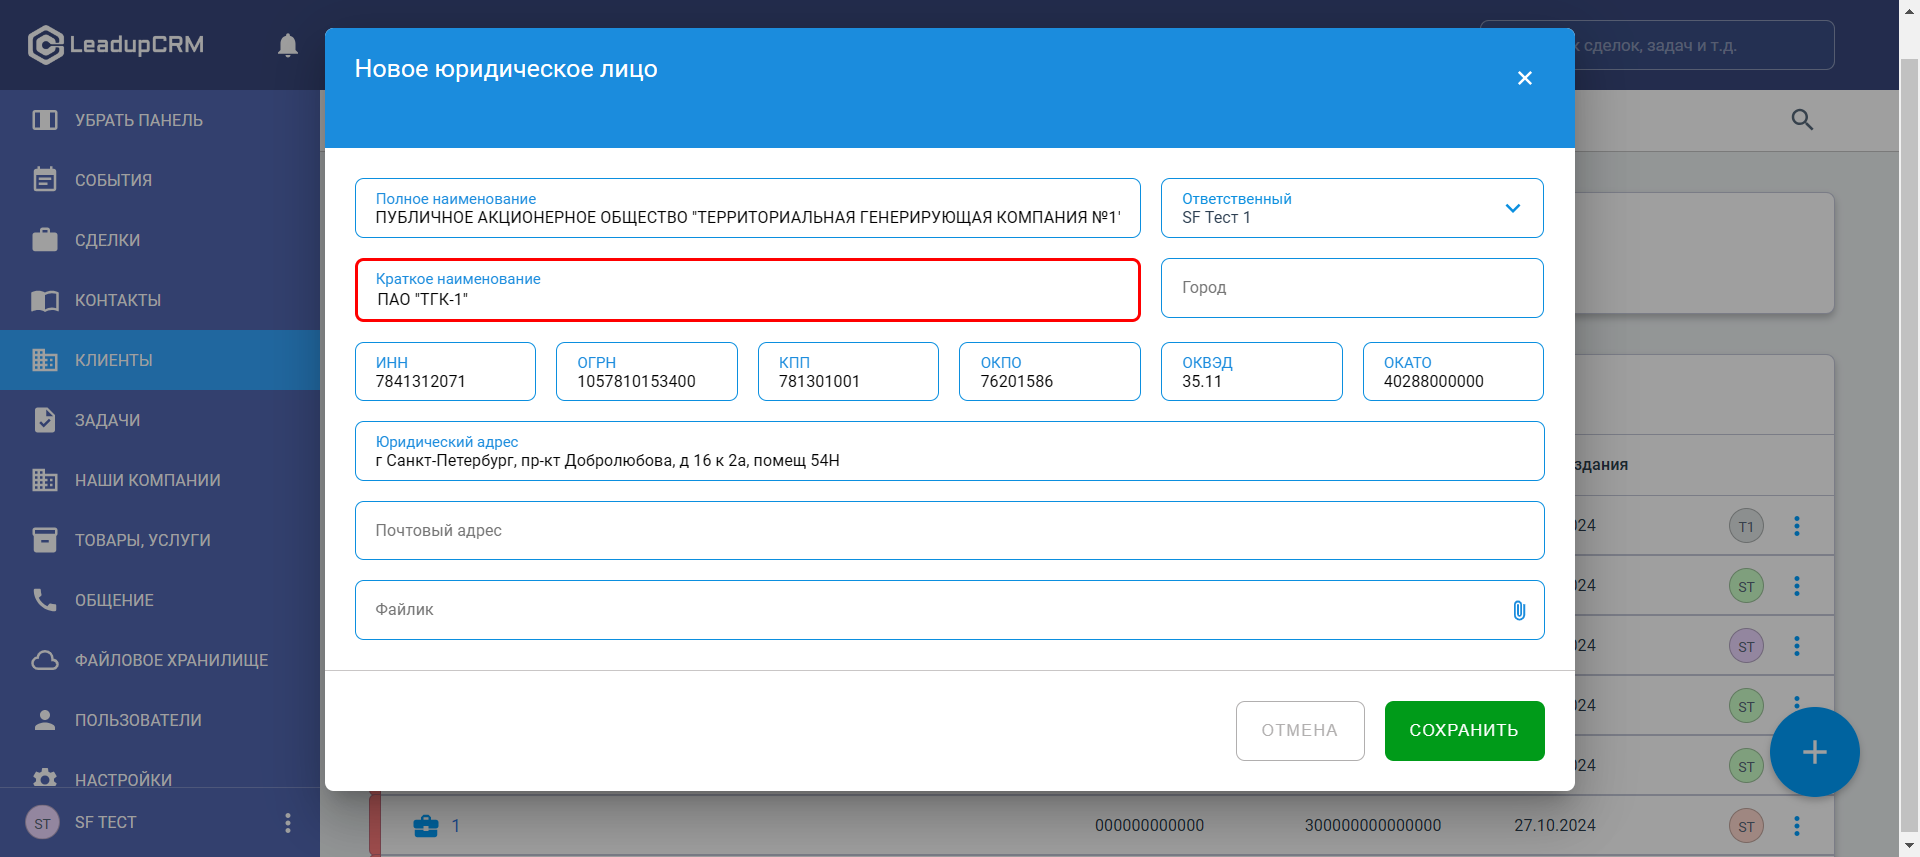 LeadupCRM
сделок, задач и т.д.
УБРАТЬ ПАНЕЛЬ
СОБЫТИЯ
СДЕЛКИ
КОНТАКТЫ
КЛИЕНТЫ
ЗАДАЧИ
НАШИ КОМПАНИИ
ТОВАРЫ, УСЛУГИ
ОБЩЕНИЕ
ФАЙЛОВОЕ ХРАНИЛИЩЕ
ПОЛЬЗОВАТЕЛИ
НАСТРОЙКИ
ST SF ТЕСТ
Новое юридическое лицо
Полное наименование
ПУБЛИЧНОЕ АКЦИОНЕРНОЕ ОБЩЕСТВО "ТЕРРИТОРИАЛЬНАЯ ГЕНЕРИРУЮЩАЯ КОМПАНИЯ №1"
Ответственный
SF Тест 1
Краткое наименование
ПАО "ТГК-1"
Город
ИНН
7841312071
ОГРН
1057810153400
КПП
781301001
ОКПО
76201586
ОКВЭД
35.11
ОКАТО
40288000000
Юридический адрес
г Санкт-Петербург, пр-кт Добролюбова, д 16 к 2а, помещ 54Н
Почтовый адрес
Файлик
ОТМЕНА
СОХРАНИТЬ
здания
24 T1
24 ST
24 ST
24 ST
24 ST
1 000000000000 300000000000000 27.10.2024 ST